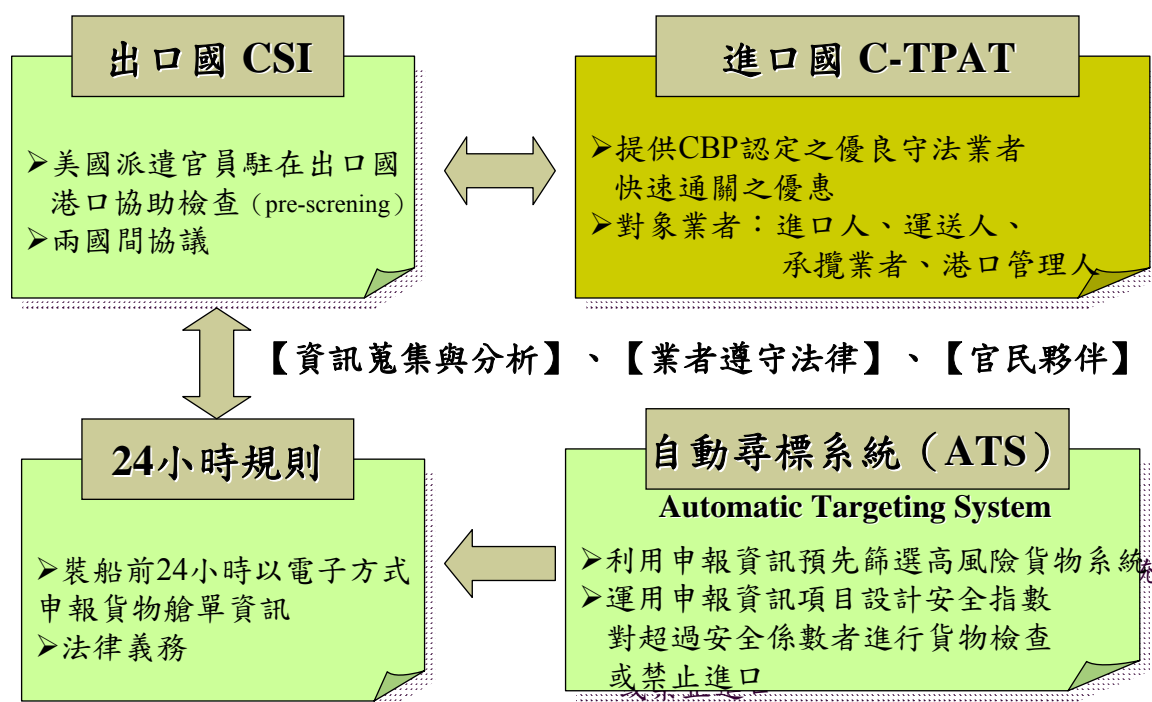 出口國 CSI
➢美國派遣官員駐在出口國
港口協助檢查（pre-screning）
➢兩國間協議
進口國 C-TPAT
➢提供CBP認定之優良守法業者
快速通關之優惠
➢對象業者：進口人、運送人、
承攬業者、港口管理人
【資訊蒐集與分析】、【業者遵守法律】、【官民夥伴】
24小時規則
➢裝船前24小時以電子方式
申報貨物艙單資訊
➢法律義務
自動尋標系統（ATS）
Automatic Targeting System
➢利用申報資訊預先篩選高風險貨物系統
➢運用申報資訊項目設計安全指數
對超過安全係數者進行貨物檢查
或禁止進口